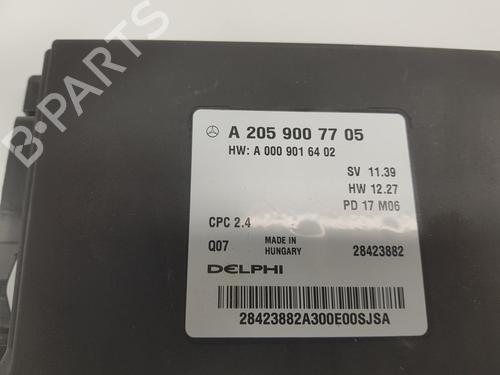 A 205 900 77 05
HW: A 000 901 64 02
SV 11.39
HW 12.27
PD 17 M06
CPC 2.4
Q07
MADE IN
HUNGARY
28423882
DELPHI
28423882A300E00SJSA
B-PARTS